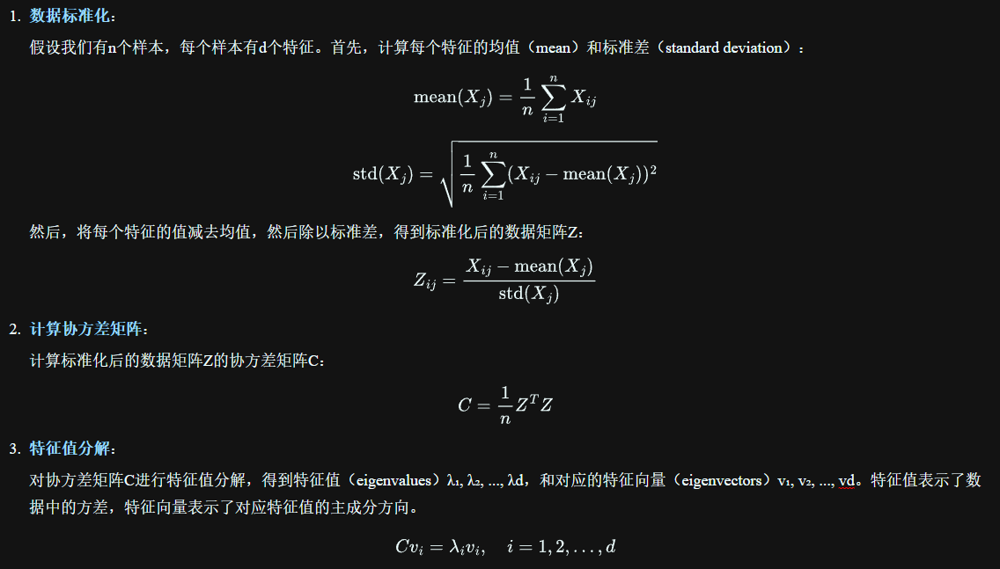 1. 数据标准化：
假设我们有n个样本，每个样本有d个特征。首先，计算每个特征的均值（mean）和标准差（standard deviation）：
mean(X_j) = \frac{1}{n} \sum_{i=1}^{n} X_{ij}
std(X_j) = \sqrt{\frac{1}{n} \sum_{i=1}^{n} (X_{ij} − mean(X_j))^2}
然后，将每个特征的值减去均值，然后除以标准差，得到标准化后的数据矩阵Z：
Z_{ij} = \frac{X_{ij} − mean(X_j)}{std(X_j)}
2. 计算协方差矩阵：
计算标准化后的数据矩阵Z的协方差矩阵C：
C = \frac{1}{n} Z^T Z
3. 特征值分解：
对协方差矩阵C进行特征值分解，得到特征值（eigenvalues）λ₁, λ₂, ..., λd，和对应的特征向量（eigenvectors）v₁, v₂, ..., vd。特征值表示了数
据中的方差，特征向量表示了对应特征值的主成分方向。
Cv_i = λ_i v_i, i = 1, 2, . . . , d